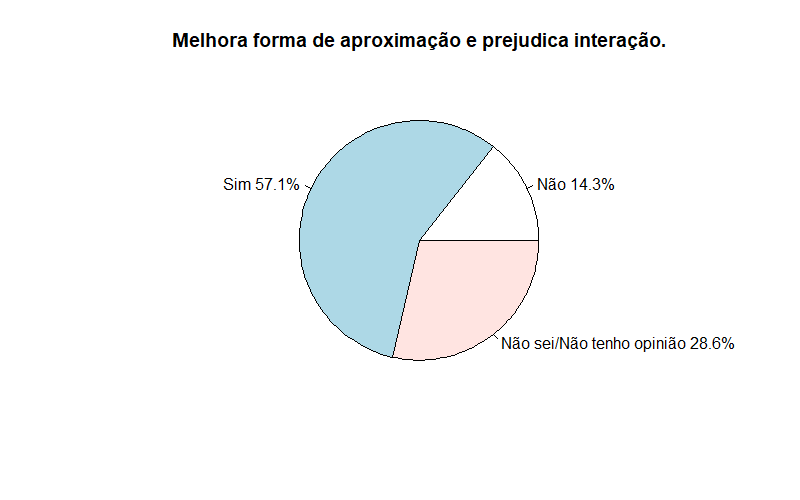 Melhora forma de aproximação e prejudica interação.
Sim 57.1%
Não 14.3%
Não sei/Não tenho opinião 28.6%